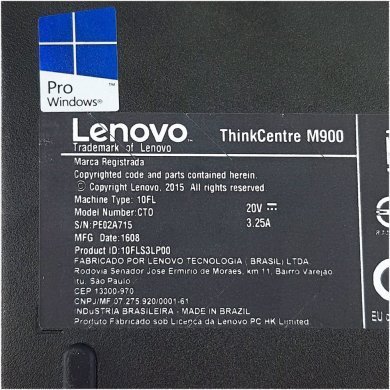 Pro
Windows®
Lenovo ThinkCentre M900
Trademark of Lenovo
Marca Registrada
Copyrighted code and parts contained herein.
© Copyright Lenovo, 2015 All rights reserved
Machine Type: 10FL
Model Number:CTO 20V
S/N:PE02A715 3.25A
MFG Date:1608
Product ID:10FLS3LP00
FABRICADO POR LENOVO TECNOLOGIA ( BRASIL) LTDA.
Rodovia Senador Jose Ermirio de Moraes, km 11, Bairro Varejao
Itu, São Paulo
CEP 13300-970
CNPJ/MF 07.275.920/0001-61
INDUSTRIA BRASILEIRA - MADE IN BRAZIL
Produto Fabricado sob Licenca da Lenovo PC HK Limited